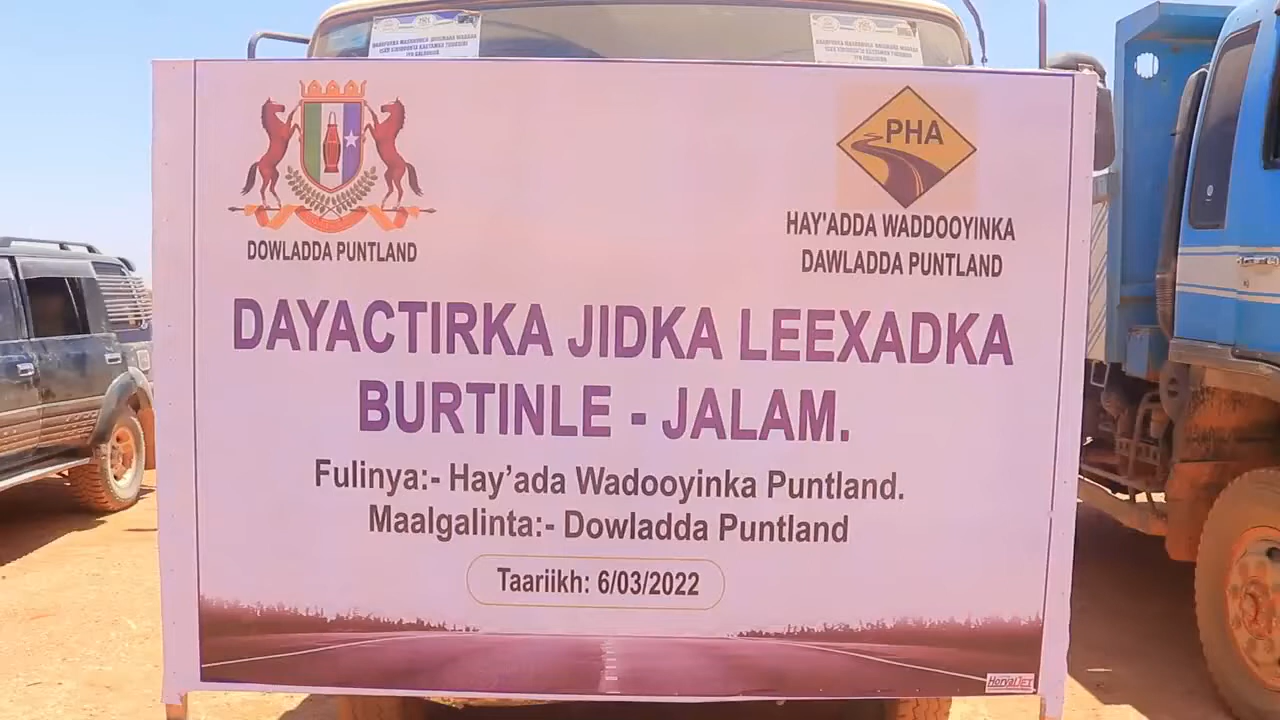 DOWLADDA PUNTLAND
PHA
HAY'ADDA WADDOOYINKA
DAWLADDA PUNTLAND
DAYACTIRKA JIDKA LEEXADKA
BURTINLE - JALAM.
Fulinya:- Hay'ada Wadooyinka Puntland.
Maalgalinta:- Dowladda Puntland
Taariikh: 6/03/2022